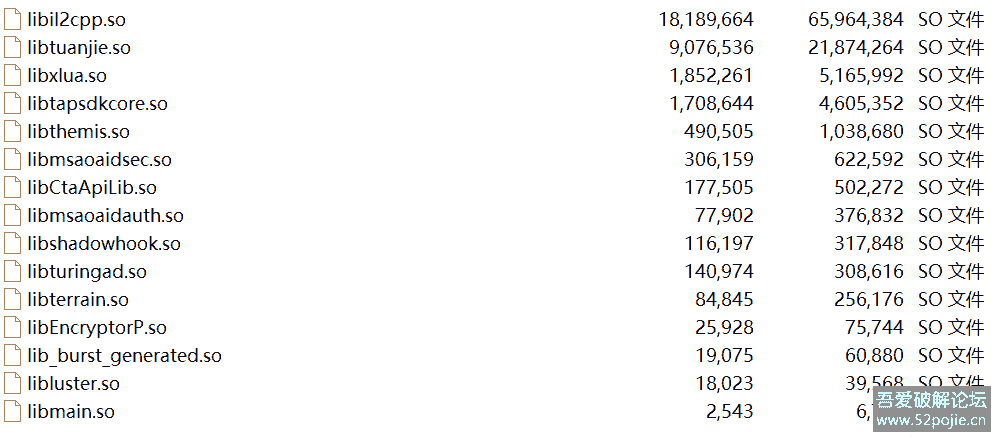 libil2cpp.so 18,189,664 65,964,384 SO 文件
libtuanjie.so 9,076,536 21,874,264 SO 文件
libxlua.so 1,852,261 5,165,992 SO 文件
libtapsdkcore.so 1,708,644 4,605,352 SO 文件
libthemis.so 490,505 1,038,680 SO 文件
libmsaoaidsec.so 306,159 622,592 SO 文件
libCtaApiLib.so 177,505 502,272 SO 文件
libmsaoaidauth.so 77,902 376,832 SO 文件
libshadowhook.so 116,197 317,848 SO 文件
libturingad.so 140,974 308,616 SO 文件
libterrain.so 84,845 256,176 SO 文件
libEncryptorP.so 25,928 75,744 SO 文件
lib_burst_generated.so 19,075 60,880 SO 文件
libluster.so 18,023 39,568 SO 文件
libmain.so 2,543
吾爱破解论坛
www.52pojie.cn